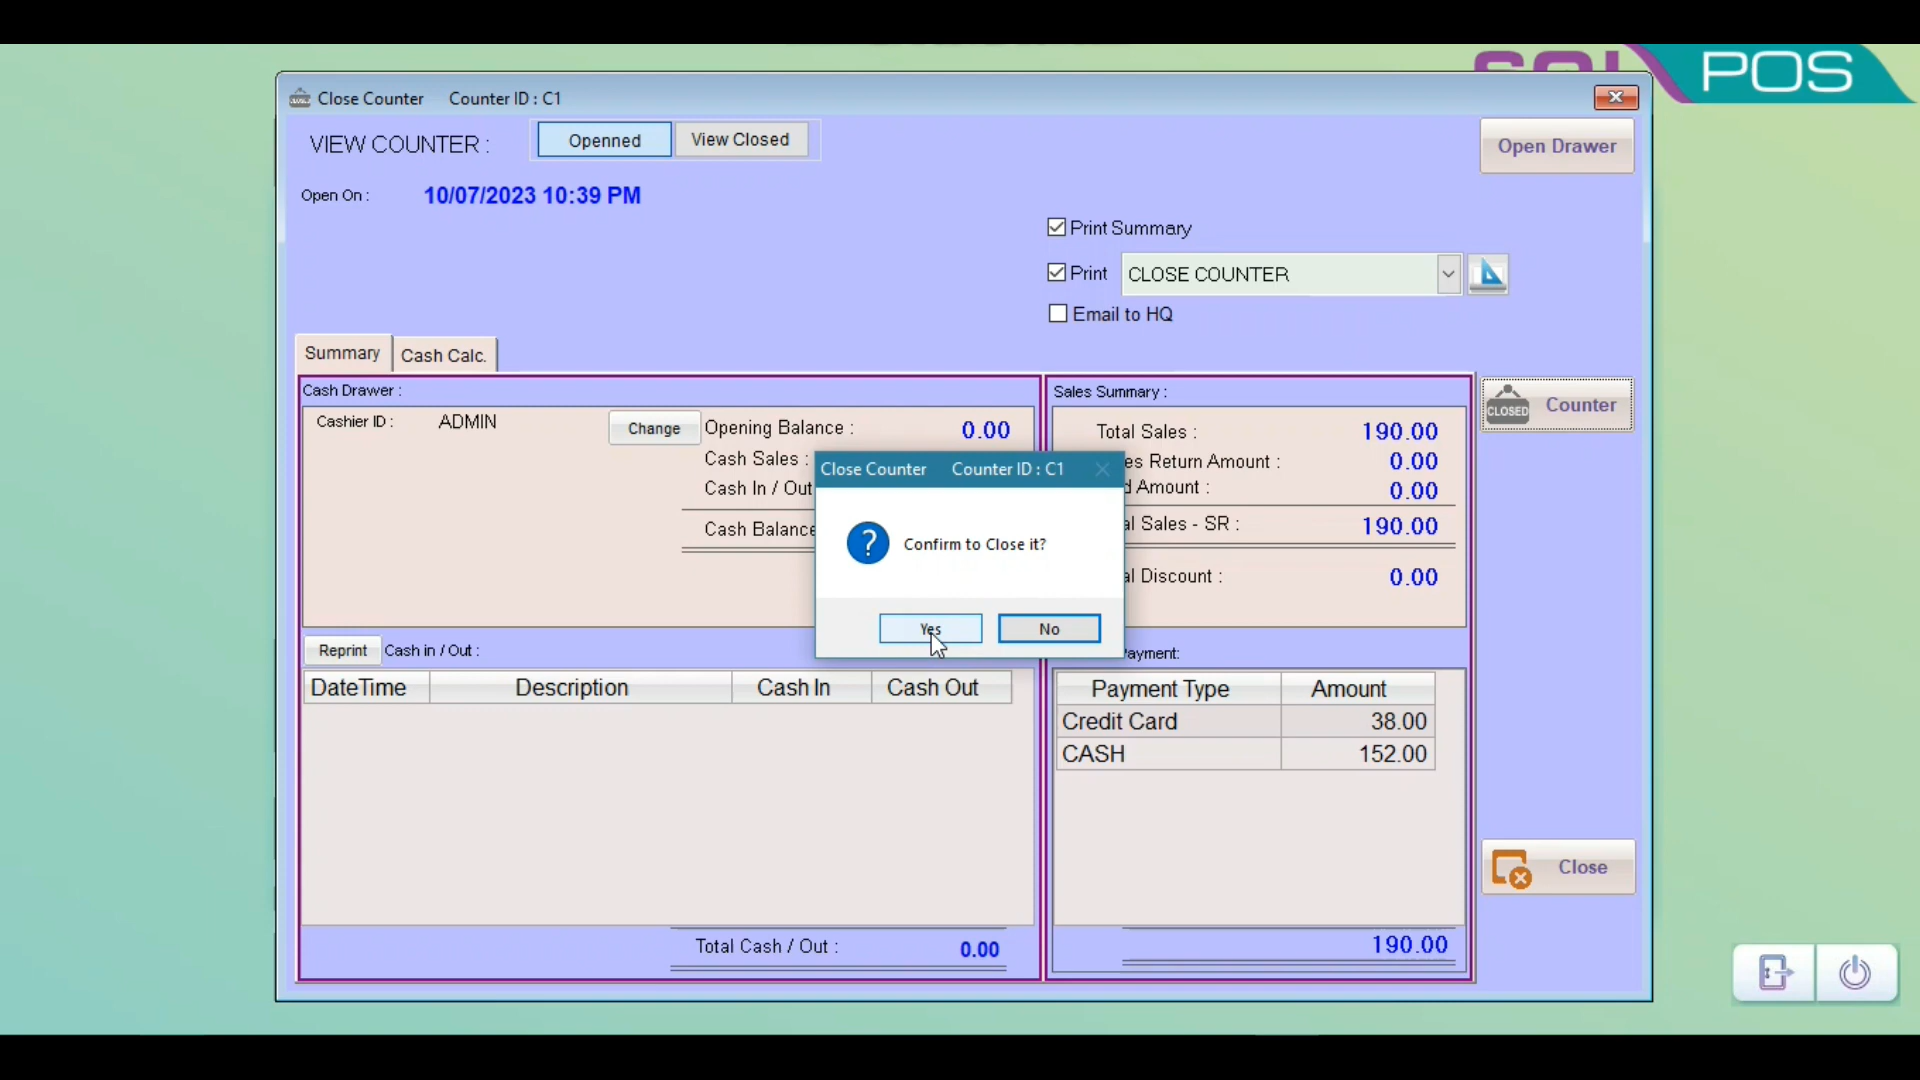 POS
Close Counter Counter ID : C1
VIEW COUNTER :
Openned
View Closed
Open Drawer
Open On :
10/07/2023 10:39 PM
Print Summary
Print
CLOSE COUNTER
Email to HQ
Summary
Cash Calc.
Cash Drawer :
Cashier ID :
ADMIN
Change
Opening Balance :
0.00
Cash Sales :
Cash In / Out
Cash Balance
Sales Summary :
Total Sales :
190.00
es Return Amount :
0.00
Amount :
0.00
al Sales - SR :
190.00
al Discount :
0.00
CLOSED
Counter
Close Counter Counter ID : C1
?
Confirm to Close it?
Yes
No
Reprint
Cash in / Out :
DateTime
Description
Cash In
Cash Out
ayment:
Payment Type
Amount
Credit Card
38.00
CASH
152.00
Close
Total Cash / Out :
0.00
190.00